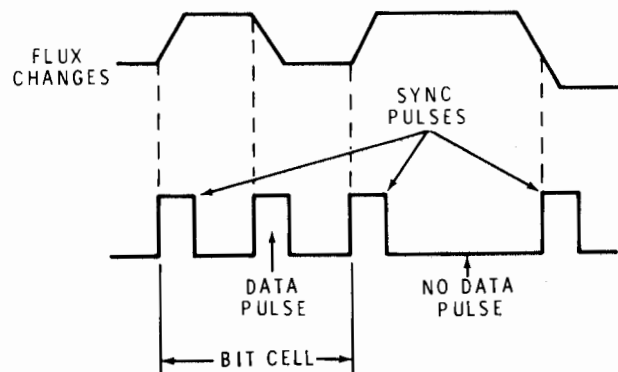 FLUX
CHANGES
SYNC
PULSES
DATA
PULSE
NO DATA
PULSE
BIT CELL